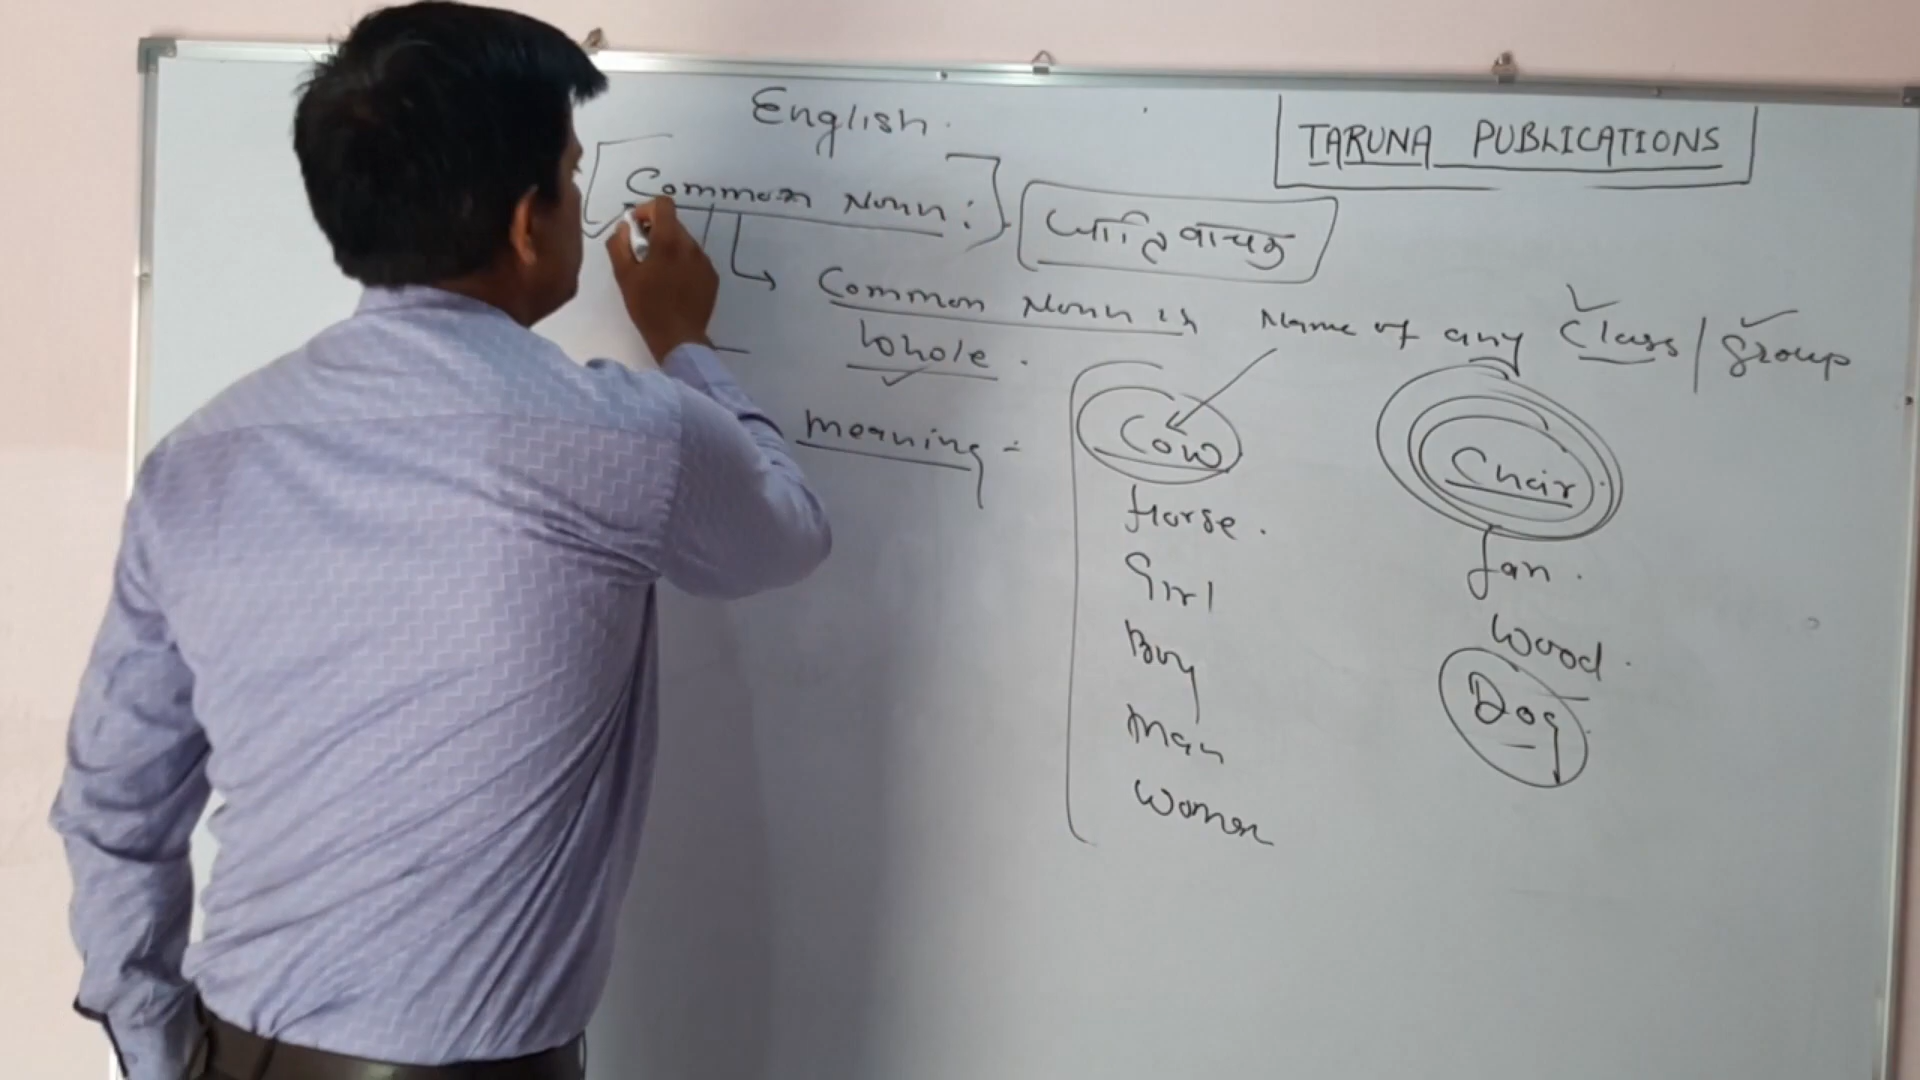 English.
TARUNA PUBLICATIONS
Common Noun :
जातिवाचक
Common Noun is Name of any Class / Group
Whole.
meaning =
Cow
Horse.
Girl
Boy
Man
Women
Chair
fan.
Wood.
Dog